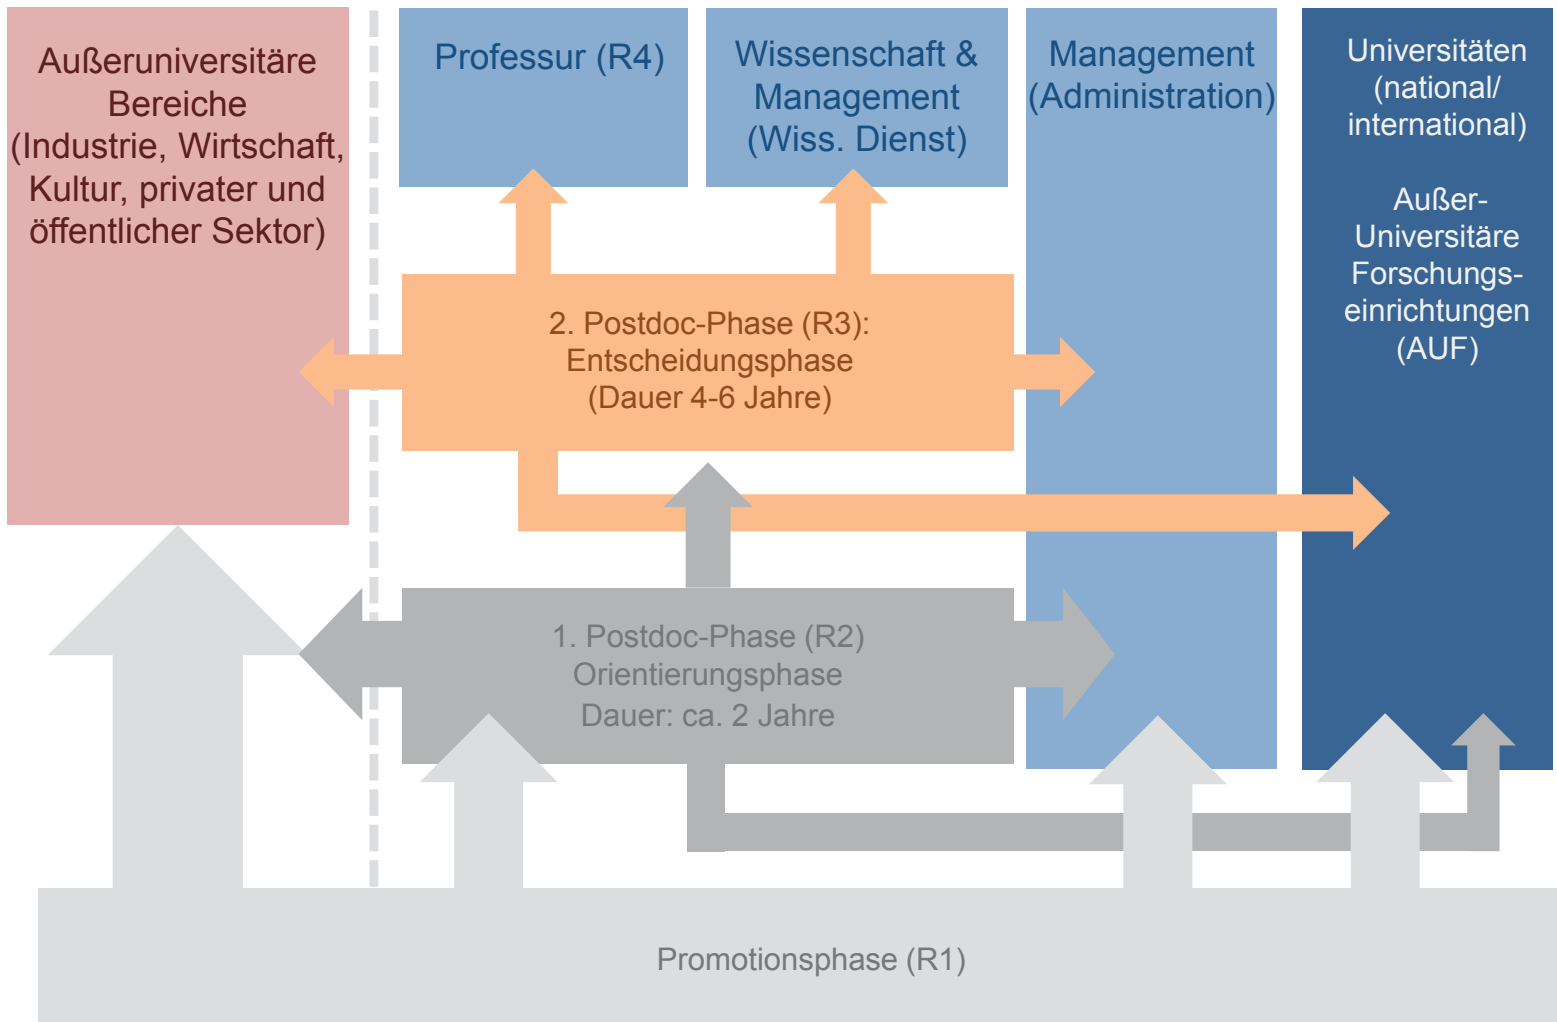 Außeruniversitäre
Bereiche
(Industrie, Wirtschaft,
Kultur, privater und
öffentlicher Sektor)
Professur (R4)
Wissenschaft &
Management
(Wiss. Dienst)
Management
(Administration)
Universitäten
(national/
international)
Außer-
Universitäre
Forschungs-
einrichtungen
(AUF)
2. Postdoc-Phase (R3):
Entscheidungsphase
(Dauer 4-6 Jahre)
1. Postdoc-Phase (R2)
Orientierungsphase
Dauer: ca. 2 Jahre
Promotionsphase (R1)